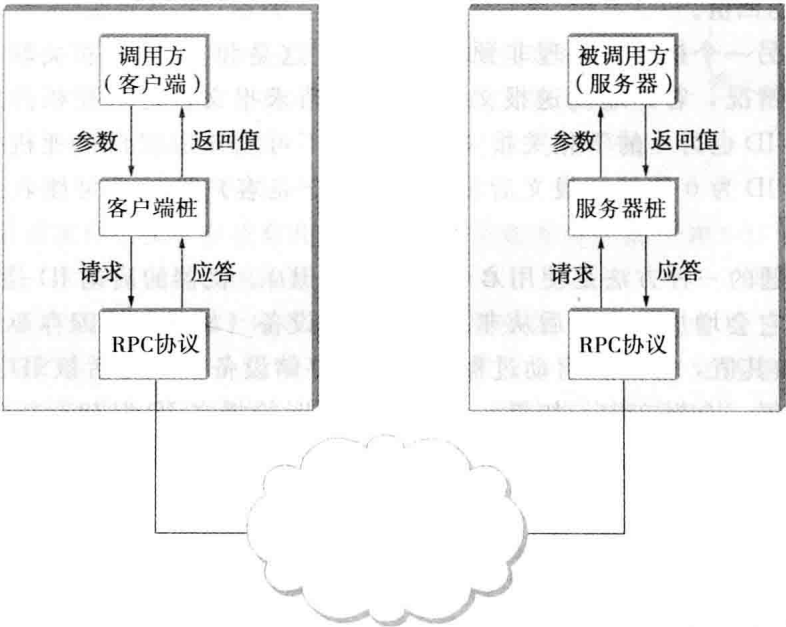 调用方
(客户端)
参数
返回值
客户端桩
请求
应答
RPC协议
被调用方
(服务器)
参数
返回值
服务器桩
请求
应答
RPC协议